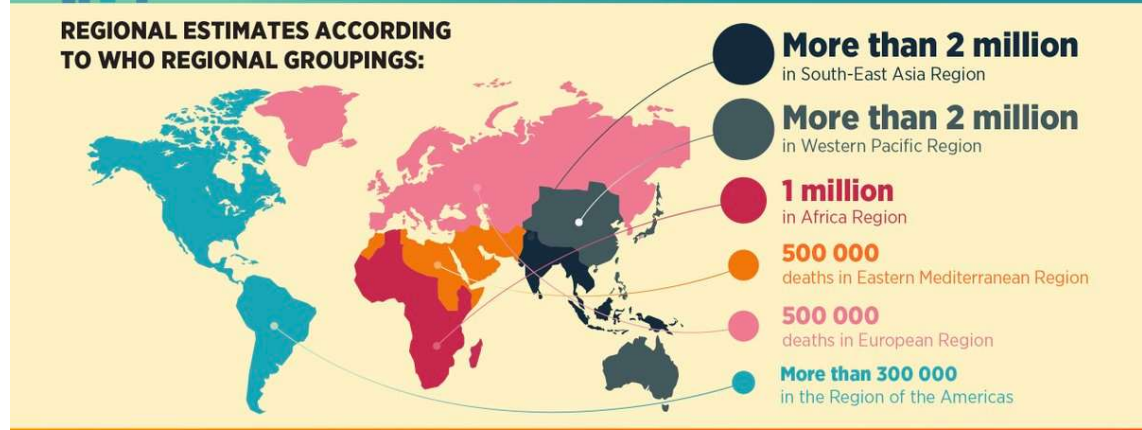 REGIONAL ESTIMATES ACCORDING
TO WHO REGIONAL GROUPINGS:
More than 2 million
in South-East Asia Region
More than 2 million
in Western Pacific Region
1 million
in Africa Region
500 000
deaths in Eastern Mediterranean Region
500 000
deaths in European Region
More than 300 000
in the Region of the Americas